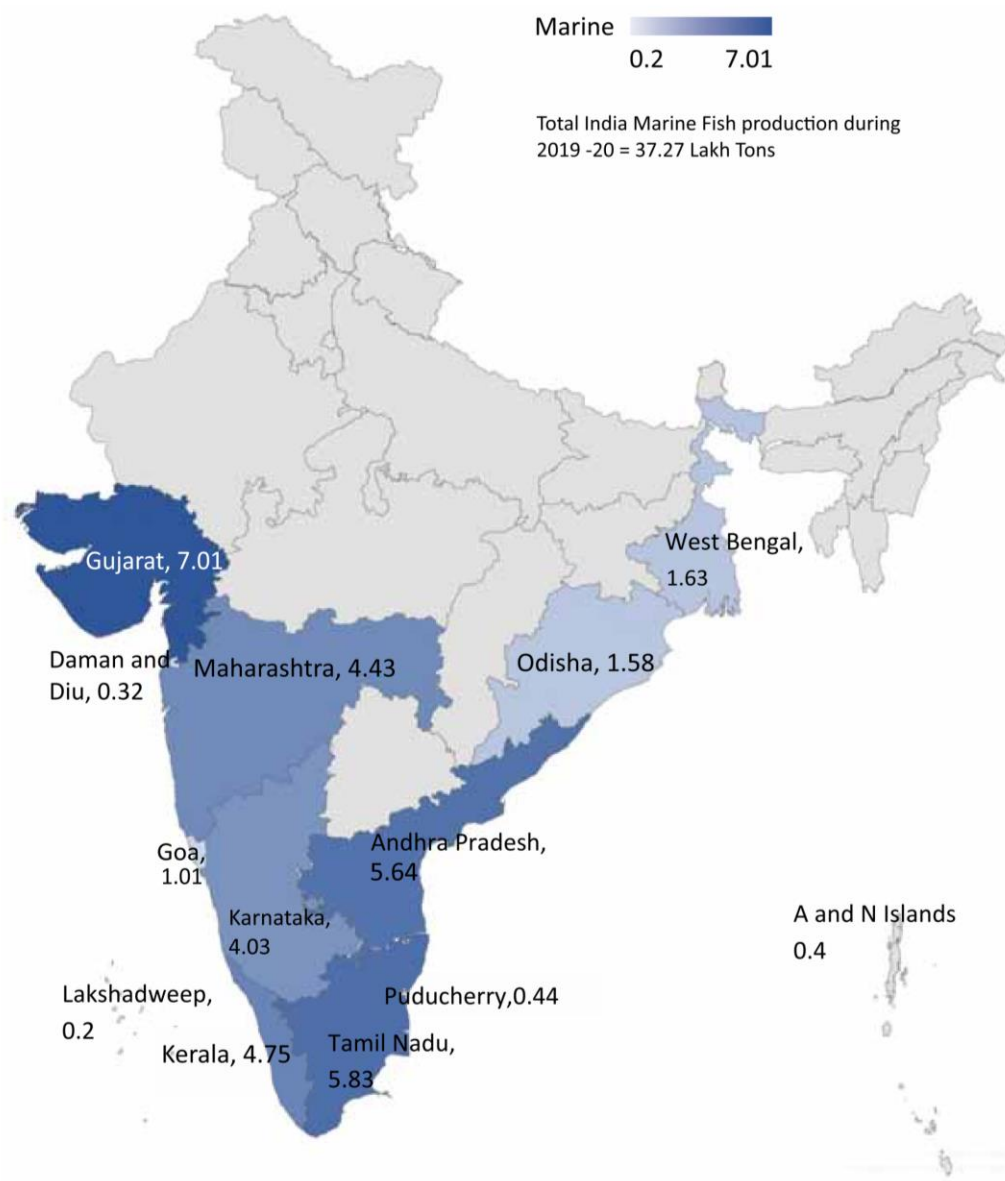 Marine
0.2 7.01
Total India Marine Fish production during
2019 -20 = 37.27 Lakh Tons
Gujarat, 7.01
West Bengal,
1.63
Daman and
Diu, 0.32
Maharashtra, 4.43
Odisha, 1.58
Goa,
1.01
Andhra Pradesh,
5.64
Karnataka,
4.03
A and N Islands
0.4
Lakshadweep,
0.2
Puducherry,0.44
Kerala, 4.75
Tamil Nadu,
5.83